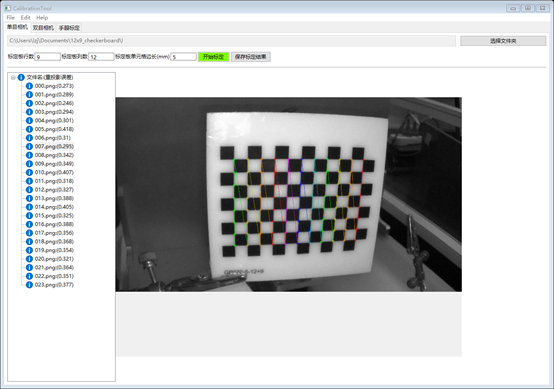 CalibrationTool
File Edit Help
单目相机 双目相机 手眼标定
C:\Users\sj\Documents\12x9_checkerboard\l 选择文件夹
标定板行数 9 标定板列数 12 标定板单元格边长(mm) 5 开始标定 保存标定结果
文件名:(重投影误差)
000.png:(0.273)
001.png:(0.289)
002.png:(0.246)
003.png:(0.294)
004.png:(0.301)
005.png:(0.418)
006.png:(0.31)
007.png:(0.295)
008.png:(0.342)
009.png:(0.349)
010.png:(0.407)
011.png:(0.318)
012.png:(0.327)
013.png:(0.388)
014.png:(0.405)
015.png:(0.325)
016.png:(0.388)
017.png:(0.356)
018.png:(0.368)
019.png:(0.354)
020.png:(0.321)
021.png:(0.364)
022.png:(0.351)
023.png:(0.377)